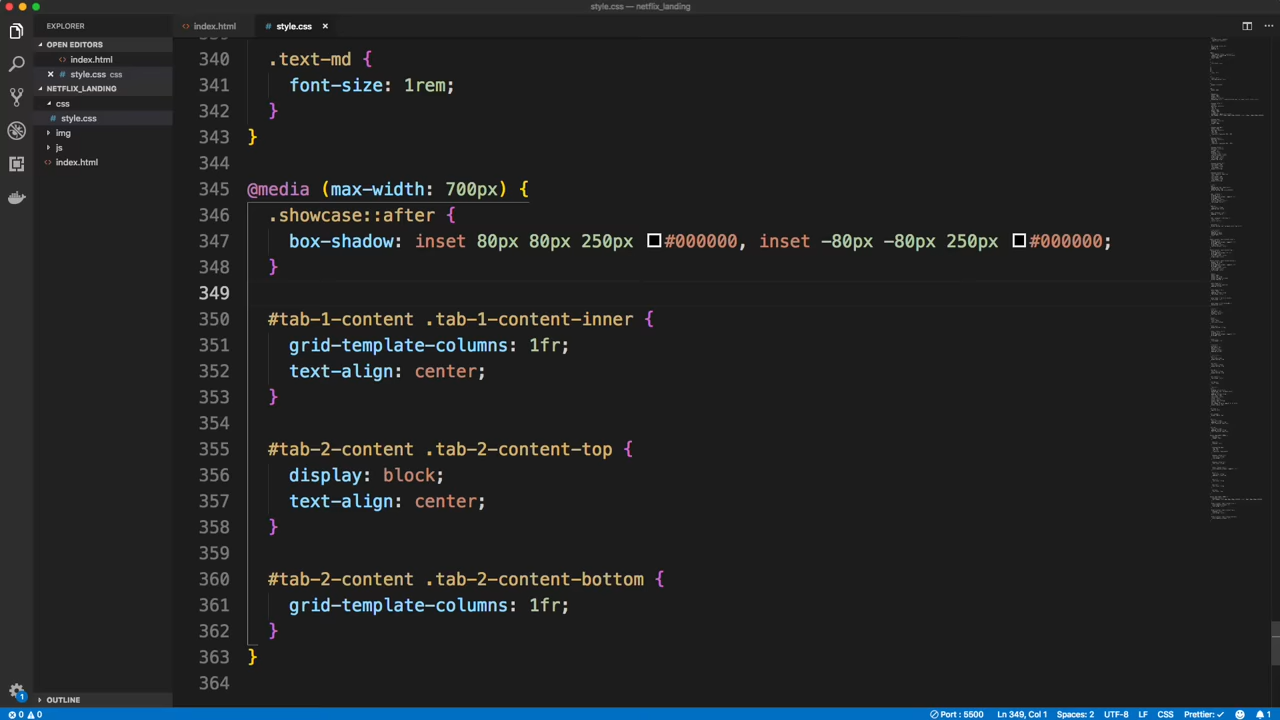 style.css — netflix_landing
EXPLORER
index.html
style.css ×
OPEN EDITORS
index.html
× # style.css css
NETFLIX_LANDING
css
# style.css
img
js
index.html
340 .text-md {
341 font-size: 1rem;
342 }
343 }
344
345 @media (max-width: 700px) {
346 .showcase::after {
347 box-shadow: inset 80px 80px 250px #000000, inset -80px -80px 250px #000000;
348 }
349
350 #tab-1-content .tab-1-content-inner {
351 grid-template-columns: 1fr;
352 text-align: center;
353 }
354
355 #tab-2-content .tab-2-content-top {
356 display: block;
357 text-align: center;
358 }
359
360 #tab-2-content .tab-2-content-bottom {
361 grid-template-columns: 1fr;
362 }
363 }
364
OUTLINE
1
0 0 Port : 5500 Ln 349, Col 1 Spaces: 2 UTF-8 LF CSS Prettier: ✓ 1